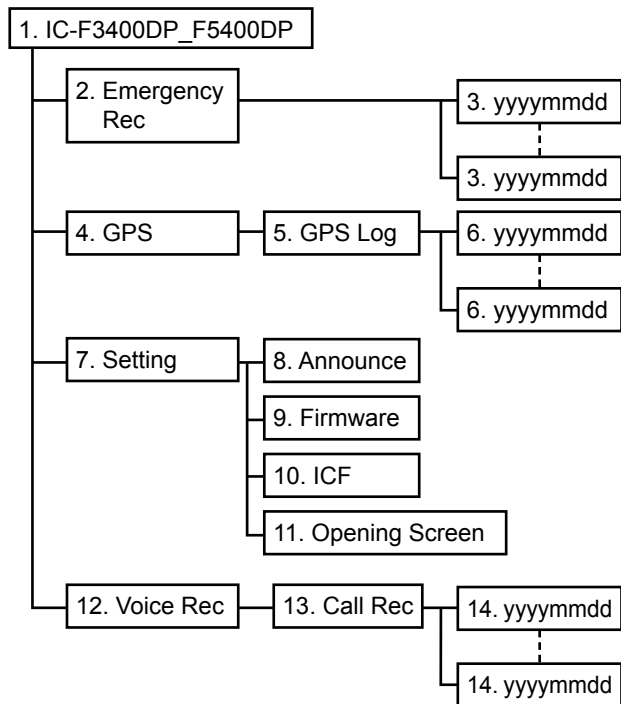 1. IC-F3400DP_F5400DP
2. Emergency
Rec
3. yyyymmdd
3. yyyymmdd
4. GPS
5. GPS Log
6. yyyymmdd
6. yyyymmdd
7. Setting
8. Announce
9. Firmware
10. ICF
11. Opening Screen
12. Voice Rec
13. Call Rec
14. yyyymmdd
14. yyyymmdd